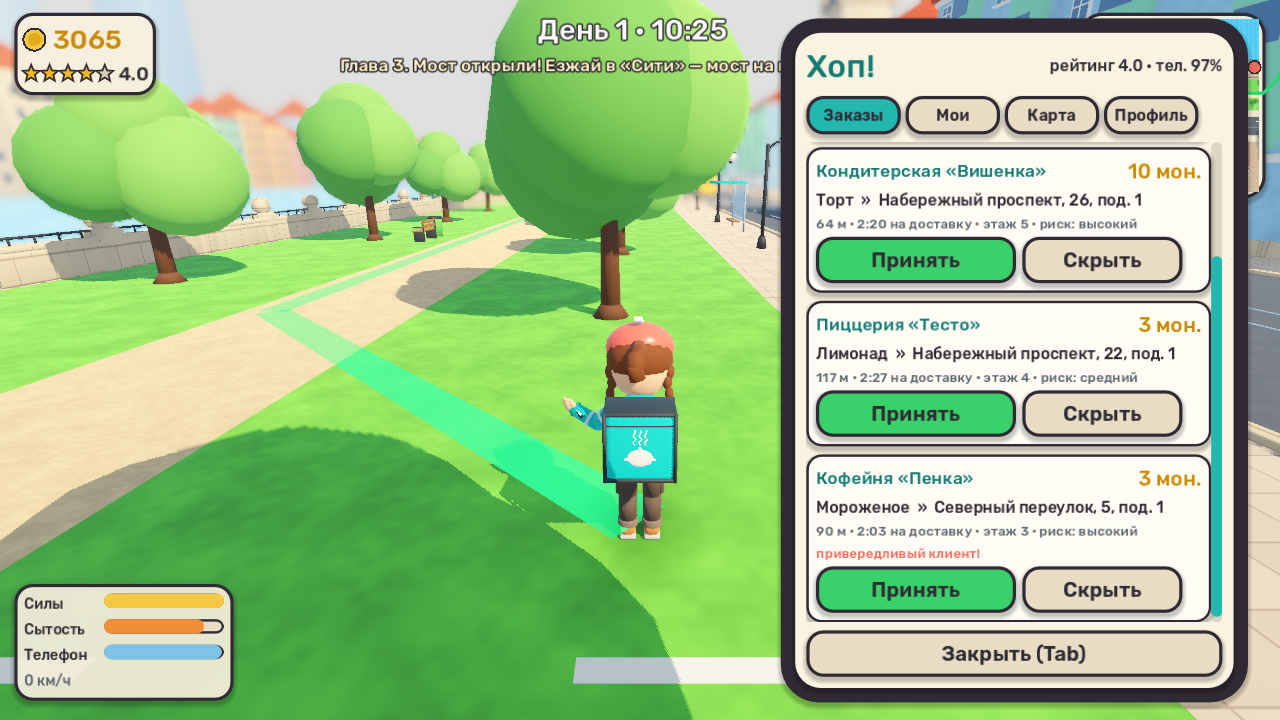 3065
4.0
День 1 • 10:25
Глава 3. Мост открыли! Езжай в «Сити» — мост на
Хоп!
рейтинг 4.0 • тел. 97%
Заказы
Мои
Карта
Профиль
Кондитерская «Вишенка»
10 мон.
Торт » Набережный проспект, 26, под. 1
64 м • 2:20 на доставку • этаж 5 • риск: высокий
Принять
Скрыть
Пиццерия «Тесто»
3 мон.
Лимонад » Набережный проспект, 22, под. 1
117 м • 2:27 на доставку • этаж 4 • риск: средний
Принять
Скрыть
Кофейня «Пенка»
3 мон.
Мороженое » Северный переулок, 5, под. 1
90 м • 2:03 на доставку • этаж 3 • риск: высокий
привередливый клиент!
Принять
Скрыть
Закрыть (Tab)
Силы
Сытость
Телефон
0 км/ч